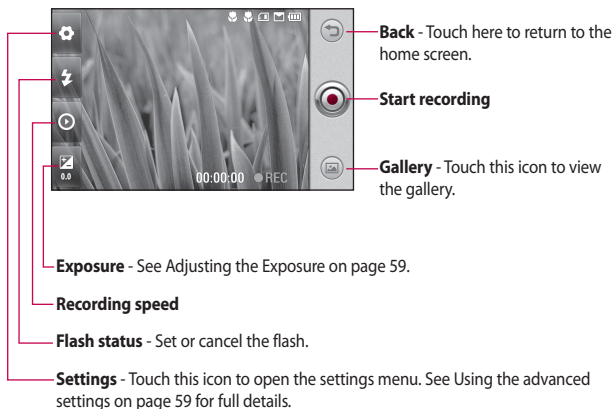 0.0
00:00:00 REC
Back - Touch here to return to the
home screen.
Start recording
Gallery - Touch this icon to view
the gallery.
Exposure - See Adjusting the Exposure on page 59.
Recording speed
Flash status - Set or cancel the flash.
Settings - Touch this icon to open the settings menu. See Using the advanced
settings on page 59 for full details.